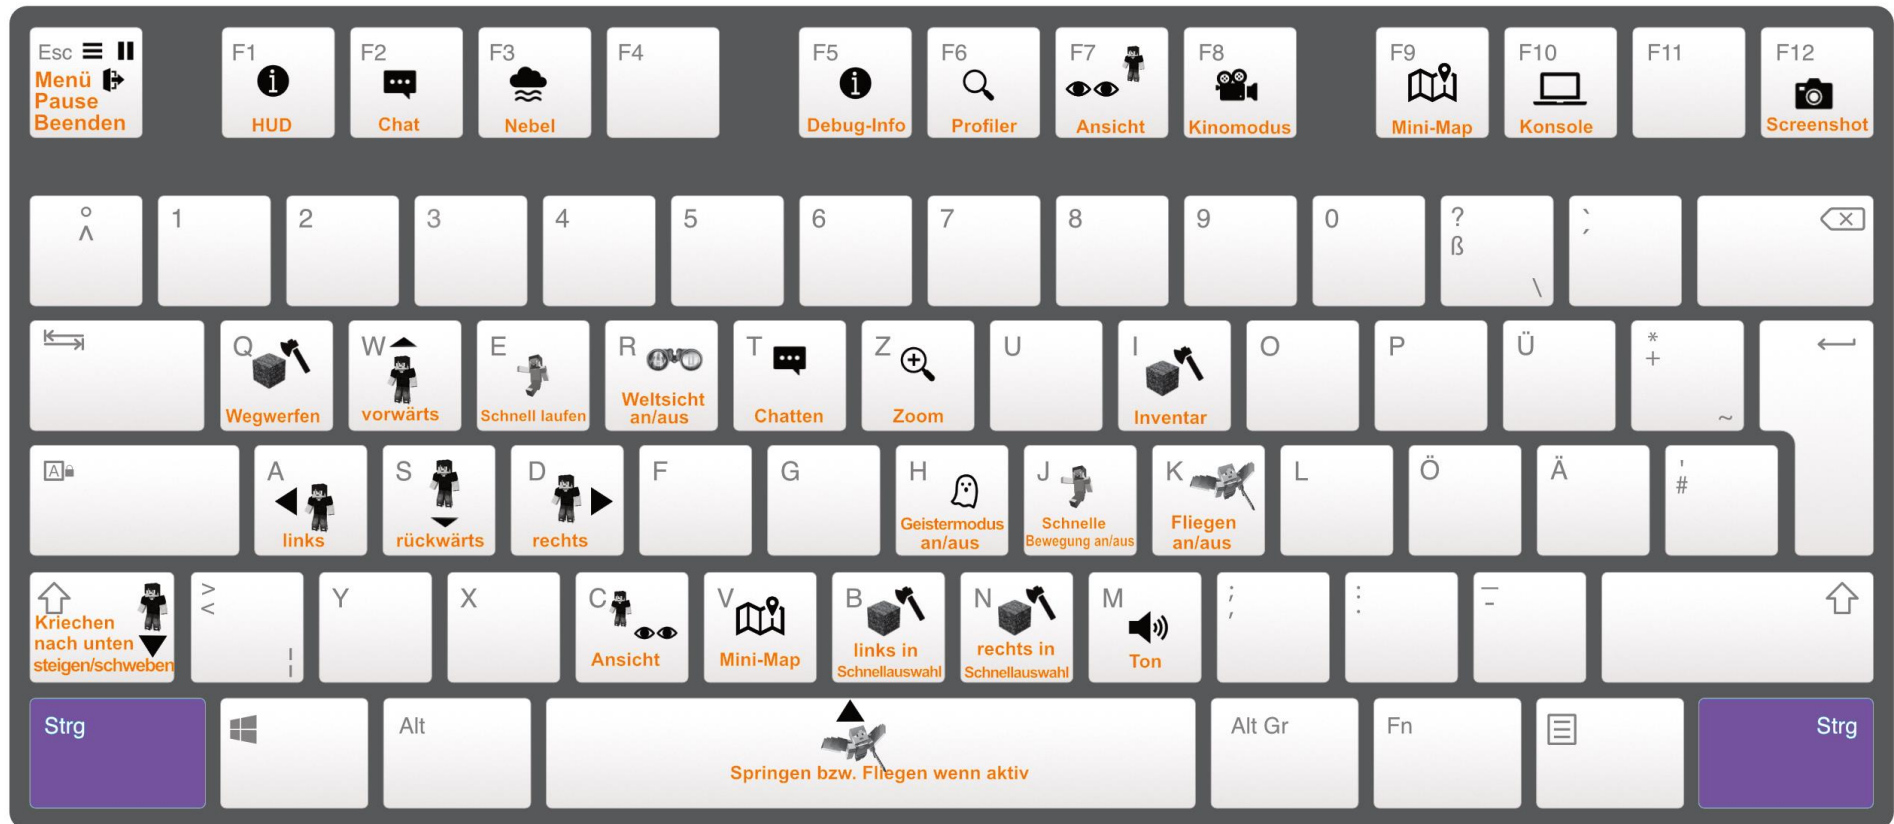 Esc
Menü
Pause
Beenden
F1
HUD
F2
Chat
F3
Nebel
F4
F5
Debug-Info
F6
Profiler
F7
Ansicht
F8
Kinomodus
F9
Mini-Map
F10
Konsole
F11
F12
Screenshot
°
^
1
2
3
4
5
6
7
8
9
0
?
ß
\
`
´
Q
Wegwerfen
W
vorwärts
E
Schnell laufen
R
Weltsicht
an/aus
T
Chatten
Z
Zoom
U
I
Inventar
O
P
Ü
*
+
~
A
A
links
S
rückwärts
D
rechts
F
G
H
Geistermodus
an/aus
J
Schnelle
Bewegung an/aus
K
Fliegen
an/aus
L
Ö
Ä
'
#
Kriechen
nach unten
steigen/schweben
>
<
|
Y
X
C
Ansicht
V
Mini-Map
B
links in
Schnellauswahl
N
rechts in
Schnellauswahl
M
Ton
;
,
:
.
_
-
Strg
Alt
Springen bzw. Fliegen wenn aktiv
Alt Gr
Fn
Strg